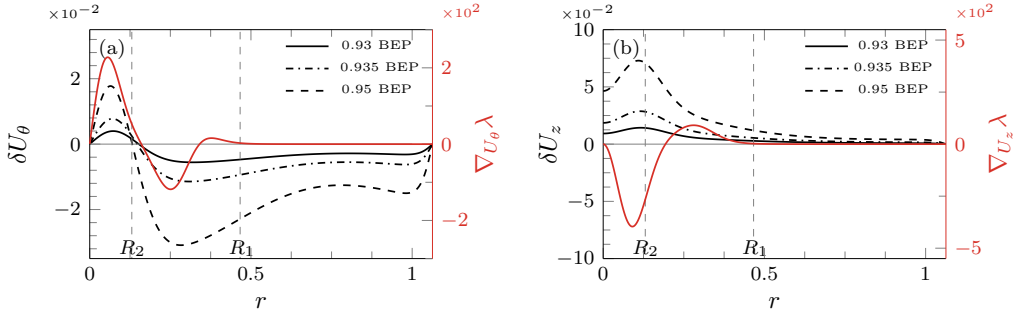 ×10⁻²
×10²
(a)
0.93 BEP
0.935 BEP
0.95 BEP
2
0
−2
δU_θ
2
0
−2
∇_{U_θ} λ
R₂
R₁
0
0.5
1
r
×10⁻²
×10²
(b)
0.93 BEP
0.935 BEP
0.95 BEP
10
5
0
−5
−10
δU_z
5
0
−5
∇_{U_z} λ
R₂
R₁
0
0.5
1
r